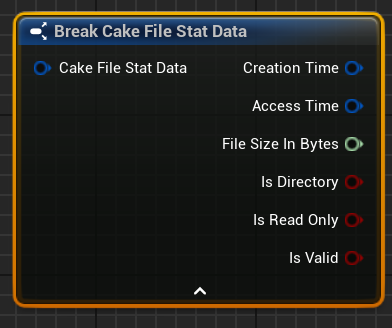 Break Cake File Stat Data
Cake File Stat Data
Creation Time
Access Time
File Size In Bytes
Is Directory
Is Read Only
Is Valid